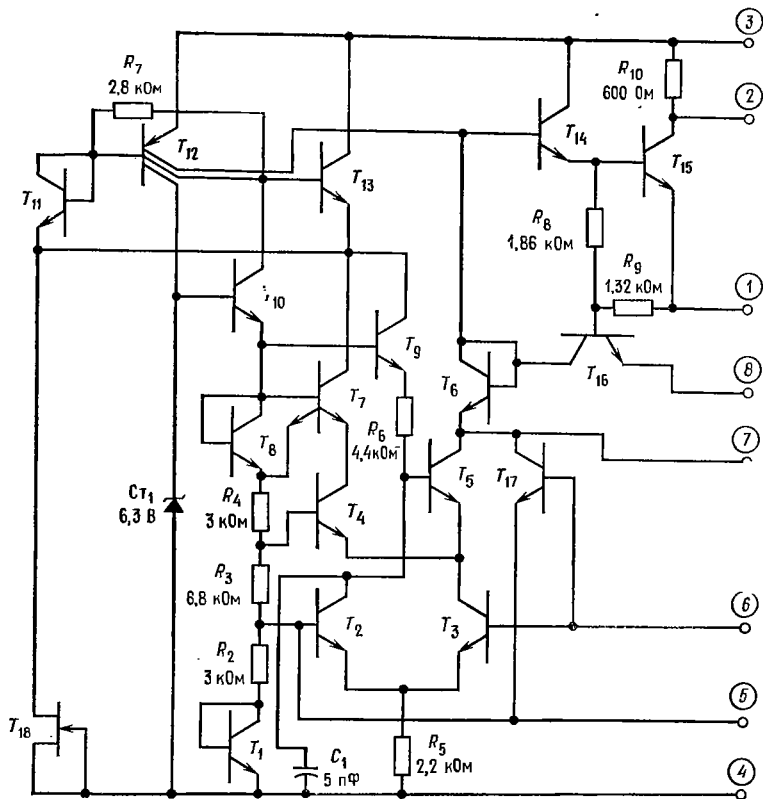 3
R7
2,8 кОм
R10
600 Ом
2
T12
T14
T15
T11
T13
R8
1,86 кОм
R9
1,32 кОм
1
T9
T6
T16
8
T7
R6
4,4 кОм
T8
7
Ст1
6,3 В
R4
3 кОм
T4
T5
T17
R3
6,8 кОм
6
T2
T3
R2
3 кОм
5
T18
T1
C1
5 пФ
R5
2,2 кОм
4